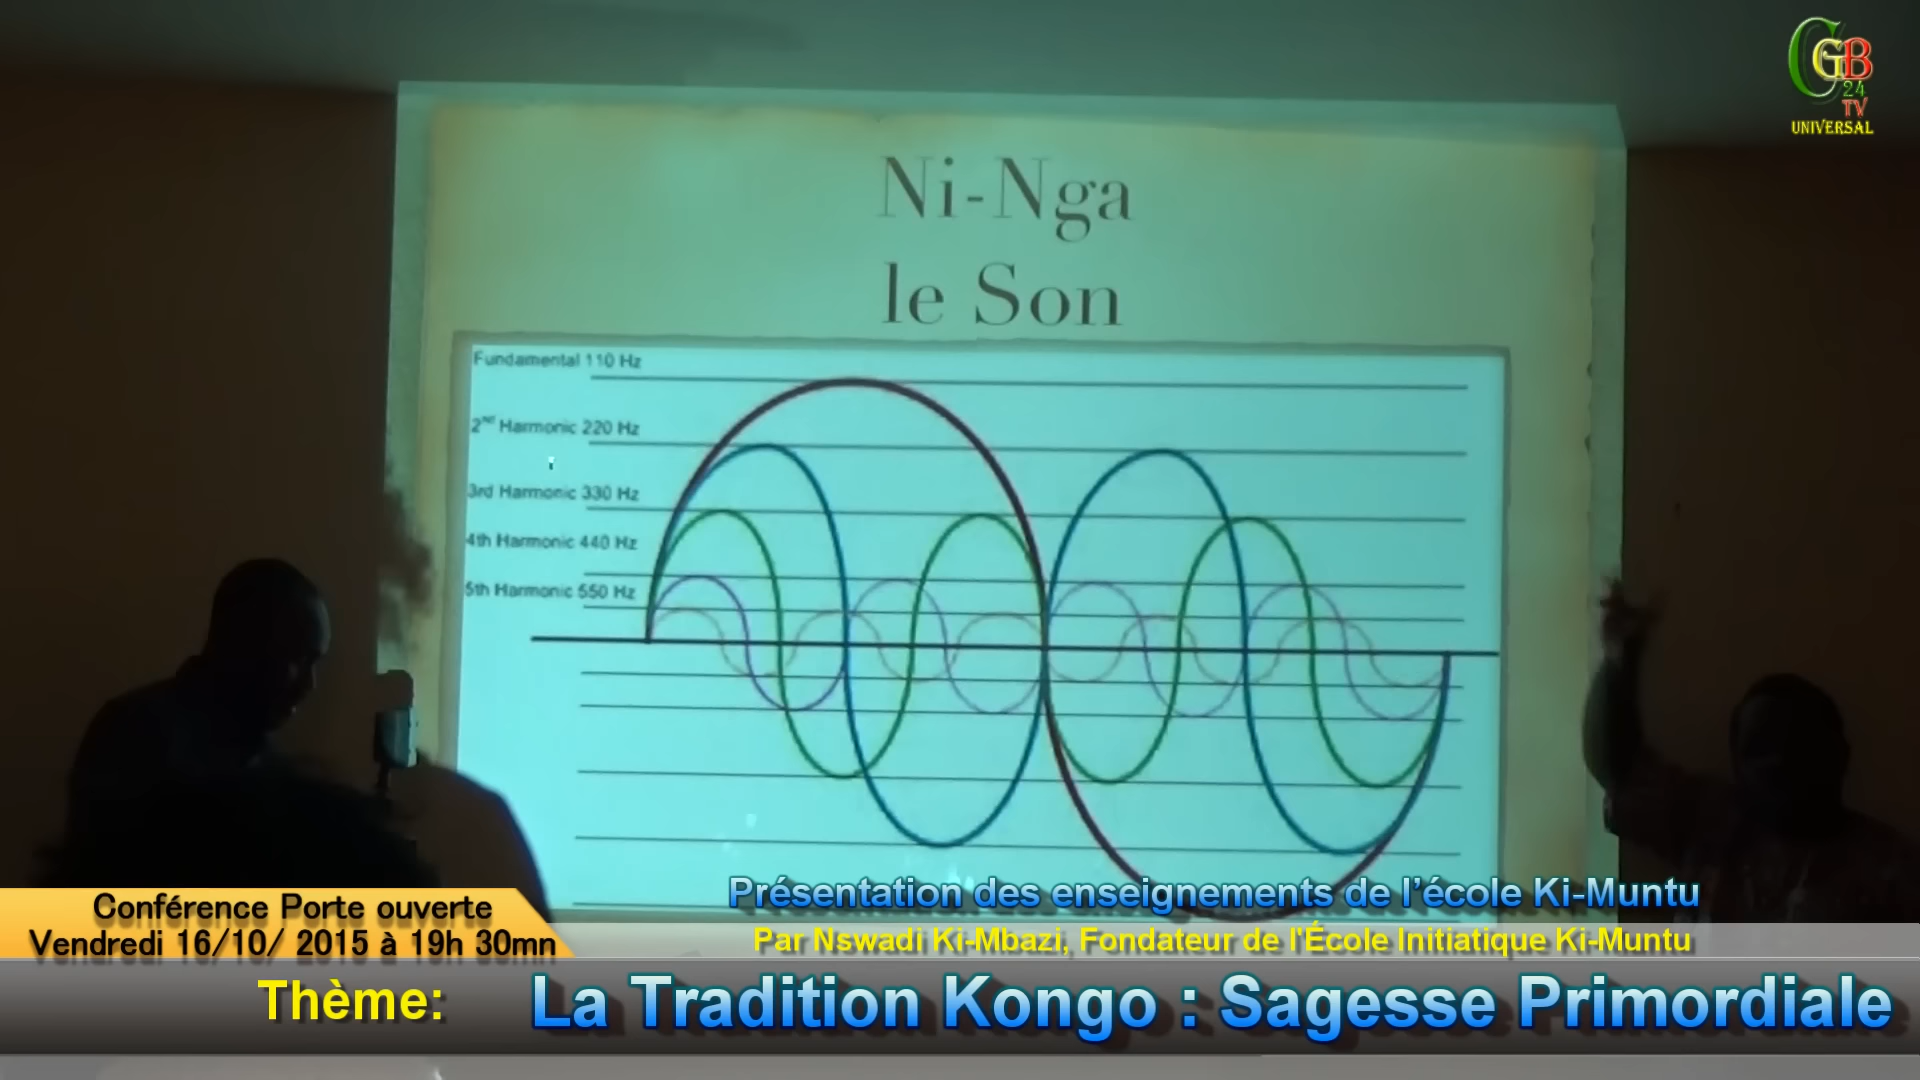 CGB
24
TV
UNIVERSAL
Ni-Nga
le Son
Fundamental 110 Hz
2ND Harmonic 220 Hz
3rd Harmonic 330 Hz
4th Harmonic 440 Hz
5th Harmonic 550 Hz
Conférence Porte ouverte
Vendredi 16/10/ 2015 à 19h 30mn
Présentation des enseignements de l’école Ki-Muntu
Par Nswadi Ki-Mbazi, Fondateur de l'École Initiatique Ki-Muntu
Thème: La Tradition Kongo : Sagesse Primordiale